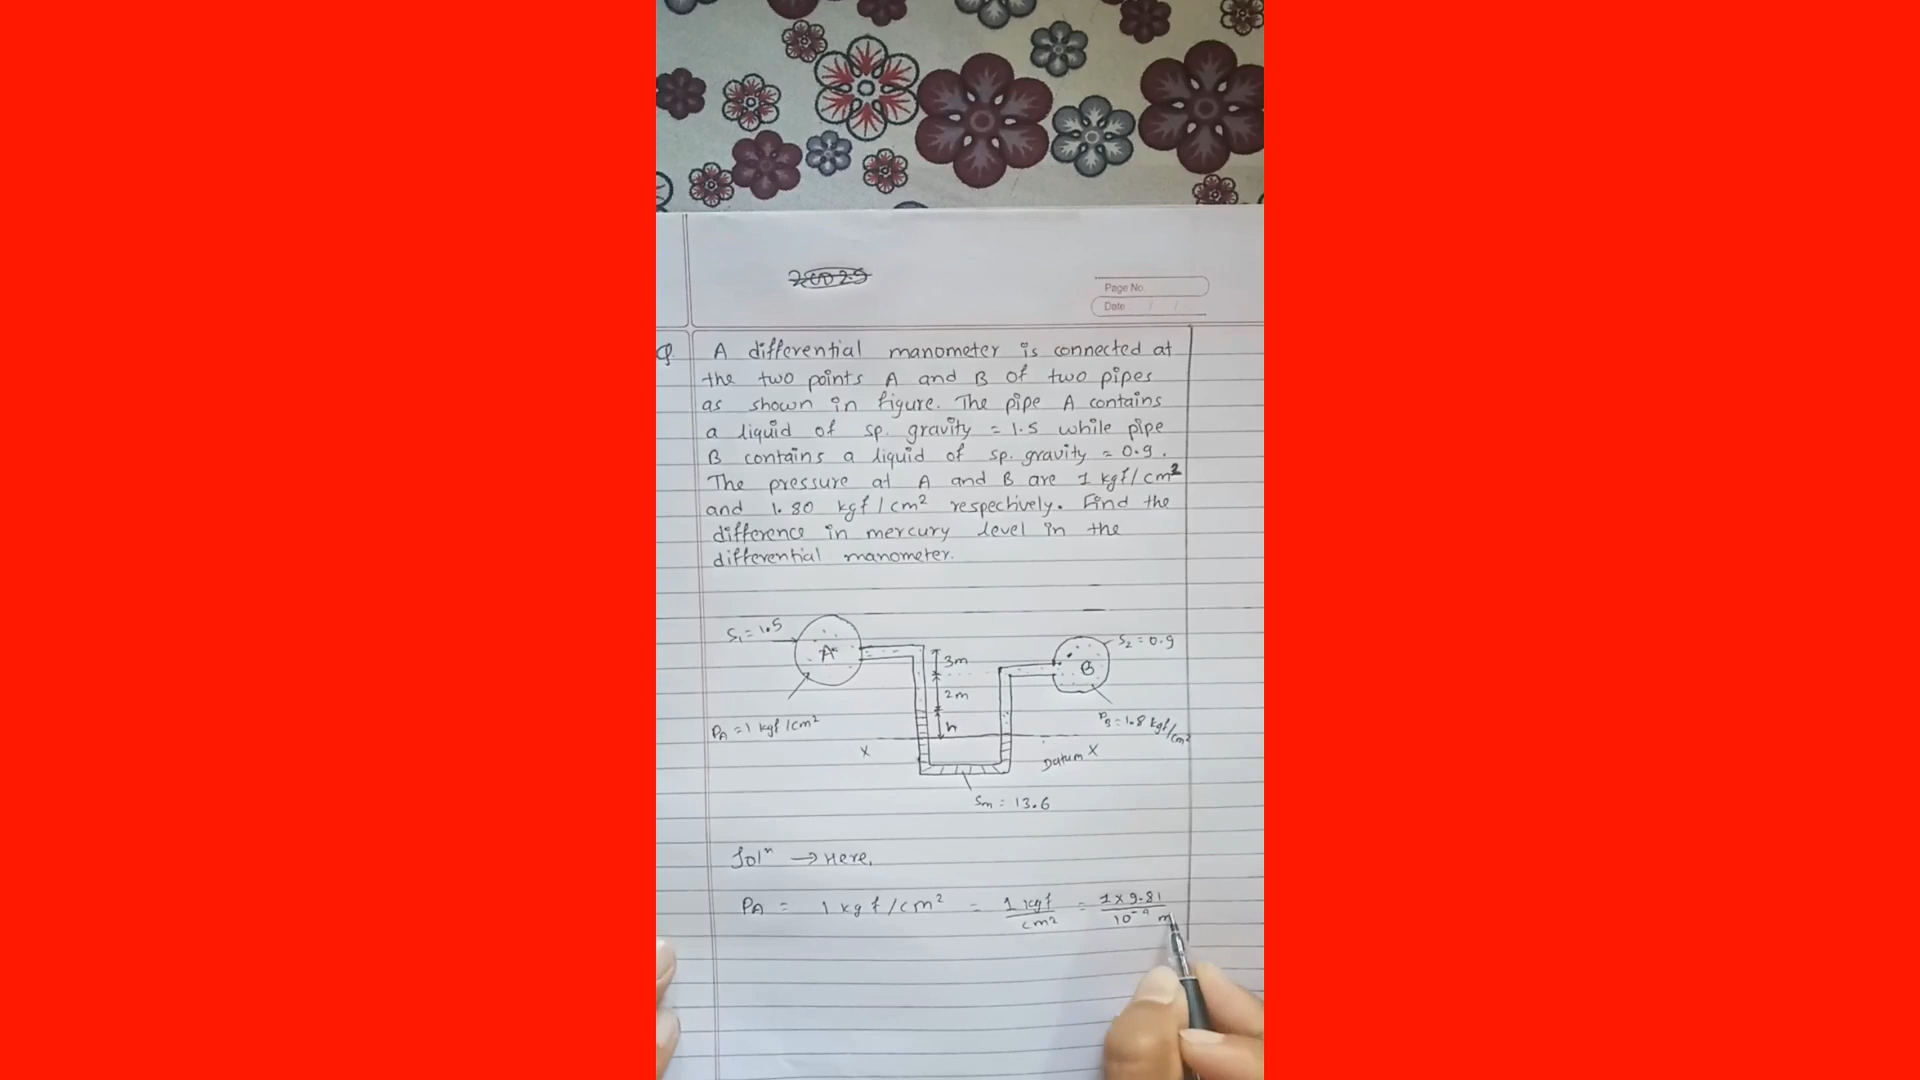 20025
Page No.
Date / /
Q. A differential manometer is connected at
the two points A and B of two pipes
as shown in figure. The pipe A contains
a liquid of sp. gravity = 1.5 while pipe
B contains a liquid of sp. gravity = 0.9.
The pressure at A and B are 1 kgf/cm²
and 1.80 kgf/cm² respectively. Find the
difference in mercury level in the
differential manometer.
S₁ = 1.5
A
3m
S₂ = 0.9
B
2m
PA = 1 kgf/cm²
h
PB = 1.8 kgf/cm²
X
Datum X
Sm = 13.6
Solⁿ → Here,
PA = 1 kgf/cm² = 1 kgf/cm² = 1 x 9.81/10⁻⁴ m